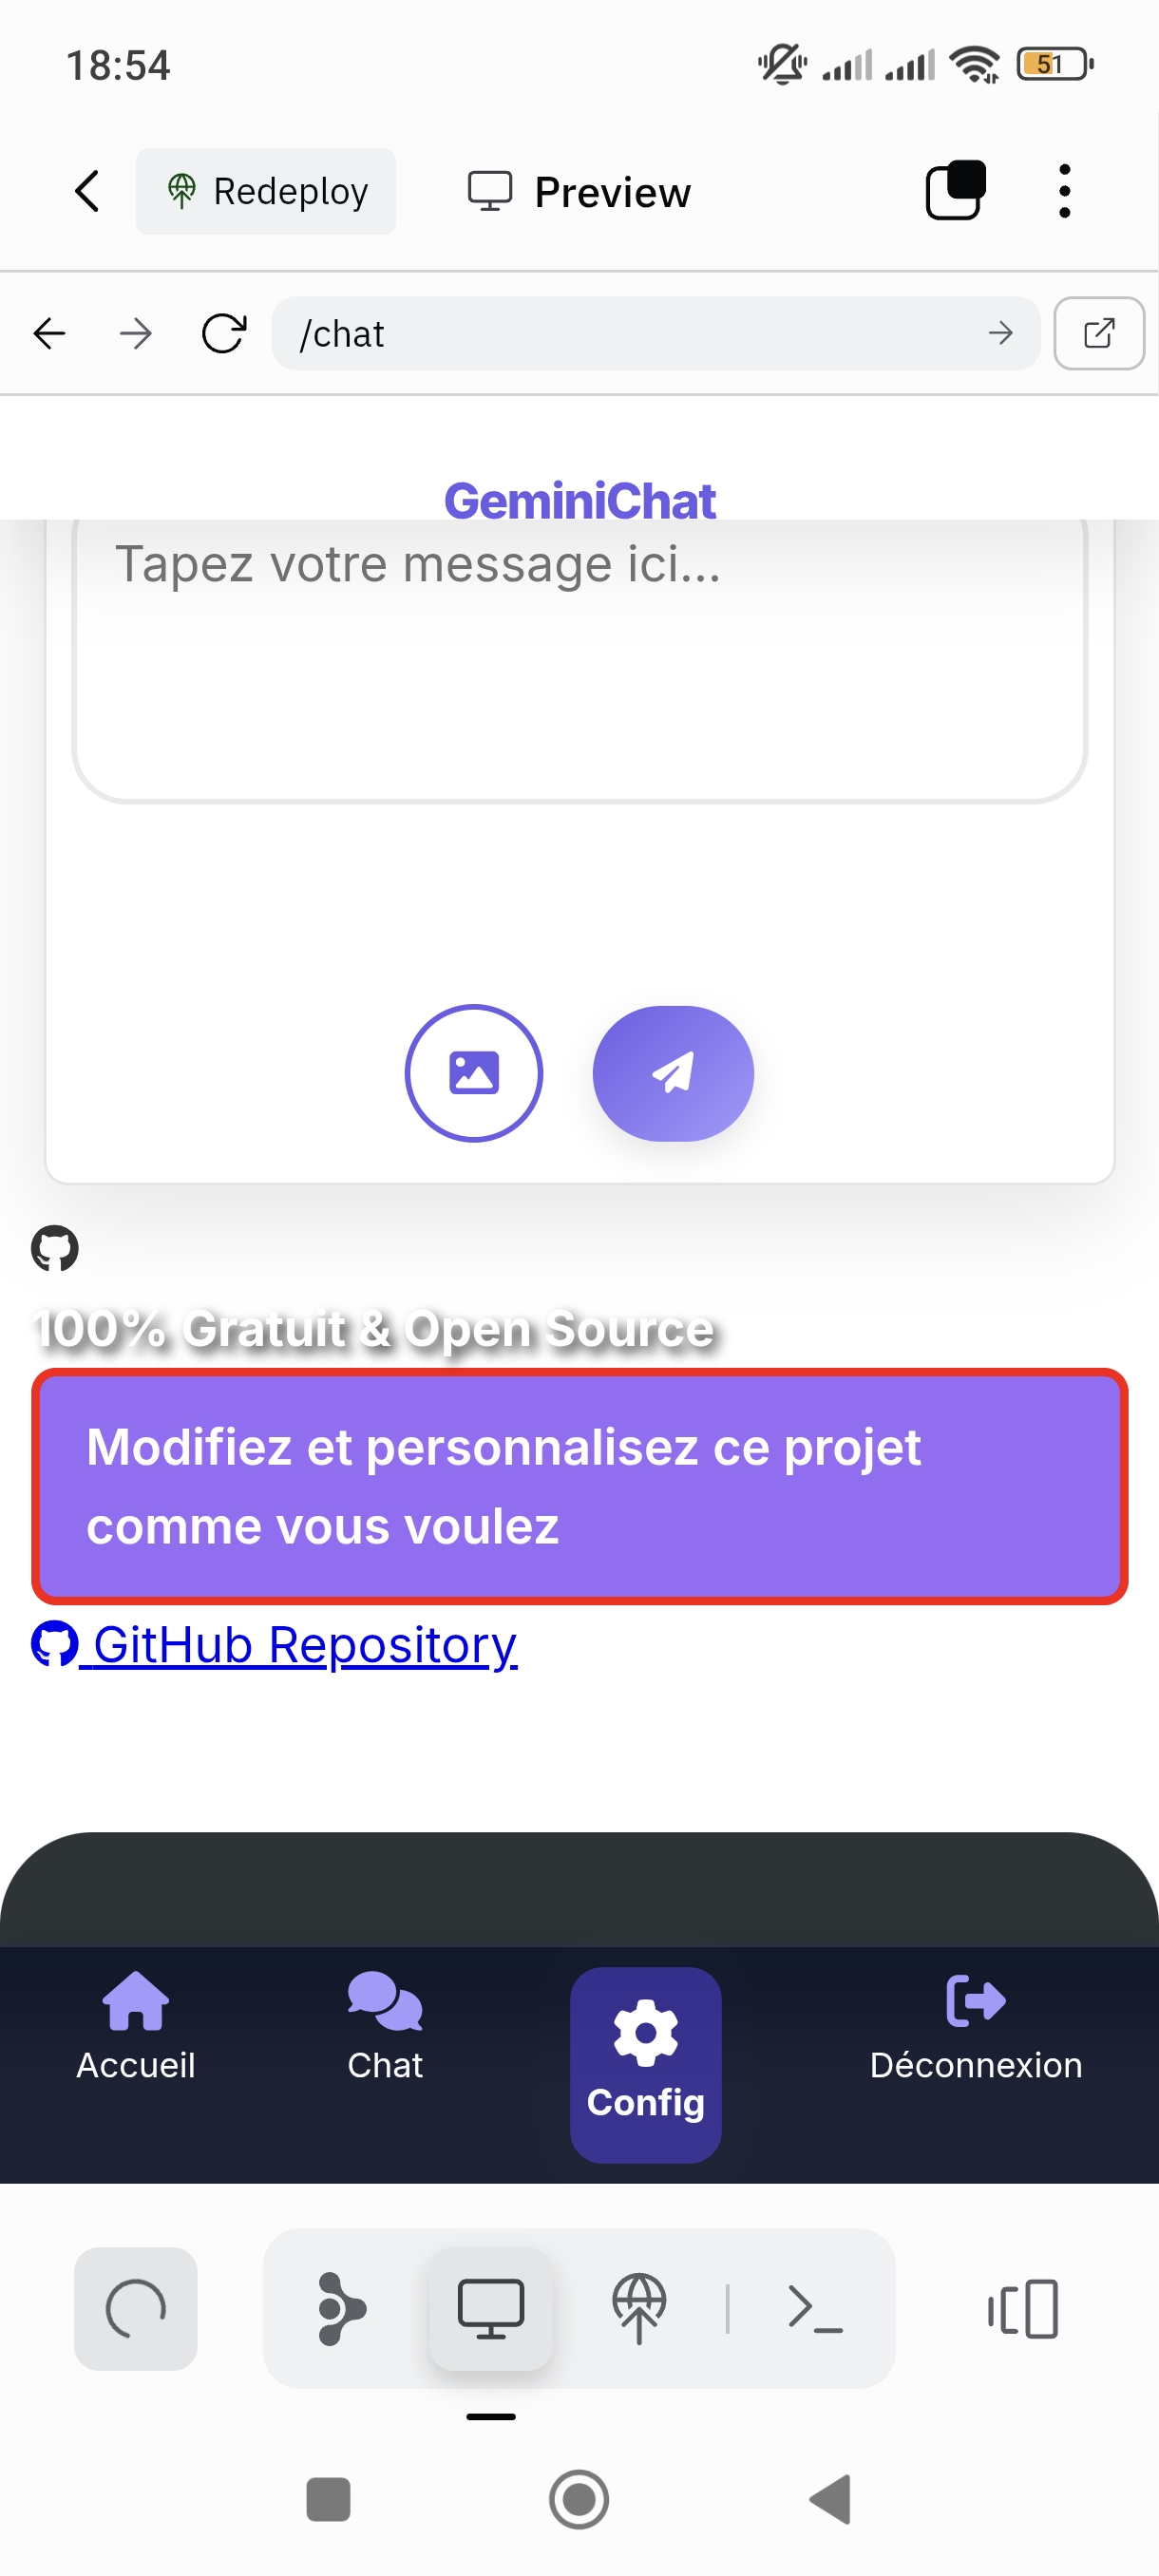 18:54
51
Redeploy
Preview
/chat
GeminiChat
Tapez votre message ici...
100% Gratuit & Open Source
Modifiez et personnalisez ce projet
comme vous voulez
GitHub Repository
Accueil
Chat
Config
Déconnexion